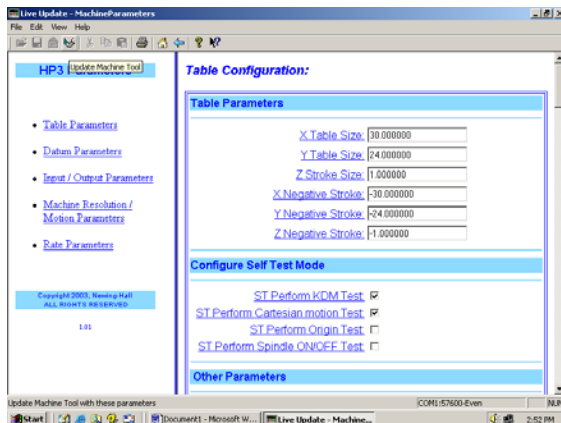 Live Update - MachineParameters
File Edit View Help
HP3 Parameters
Update Machine Tool
Table Parameters
Datum Parameters
Input / Output Parameters
Machine Resolution /
Motion Parameters
Rate Parameters
Copyright 2003, Newing-Hall
ALL RIGHTS RESERVED
1.01
Table Configuration:
Table Parameters
X Table Size: 30.000000
Y Table Size: 24.000000
Z Stroke Size: 1.000000
X Negative Stroke: -30.000000
Y Negative Stroke: -24.000000
Z Negative Stroke: -1.000000
Configure Self Test Mode
ST Perform KDM Test:
ST Perform Cartesian motion Test:
ST Perform Origin Test:
ST Perform Spindle ON/OFF Test:
Other Parameters
Update Machine Tool with these parameters
COM1:57600-Even
NUM
Start
Document1 - Microsoft W...
Live Update - Machine...
2:52 PM